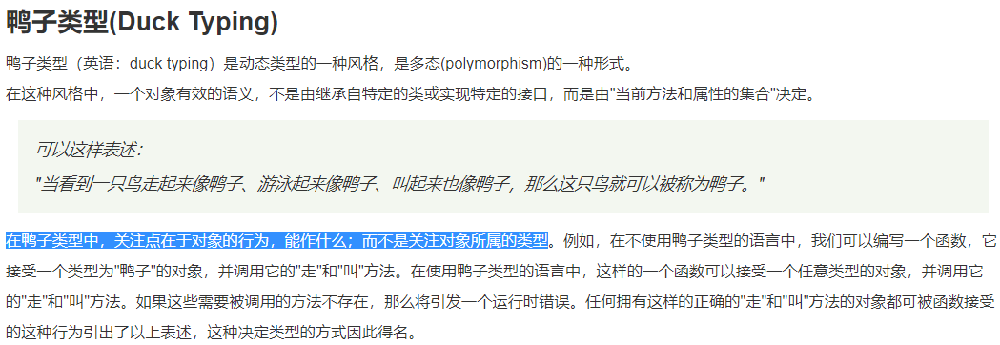 鸭子类型(Duck Typing)
鸭子类型（英语：duck typing）是动态类型的一种风格，是多态(polymorphism)的一种形式。
在这种风格中，一个对象有效的语义，不是由继承自特定的类或实现特定的接口，而是由"当前方法和属性的集合"决定。
可以这样表述：
"当看到一只鸟走起来像鸭子、游泳起来像鸭子、叫起来也像鸭子，那么这只鸟就可以被称为鸭子。"
在鸭子类型中，关注点在于对象的行为，能作什么；而不是关注对象所属的类型。例如，在不使用鸭子类型的语言中，我们可以编写一个函数，它
接受一个类型为"鸭子"的对象，并调用它的"走"和"叫"方法。在使用鸭子类型的语言中，这样的一个函数可以接受一个任意类型的对象，并调用它
的"走"和"叫"方法。如果这些需要被调用的方法不存在，那么将引发一个运行时错误。任何拥有这样的正确的"走"和"叫"方法的对象都可被函数接受
的这种行为引出了以上表述，这种决定类型的方式因此得名。